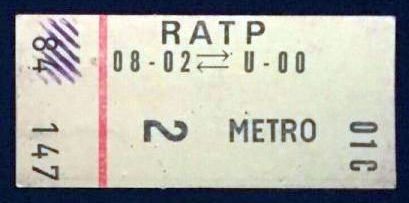 RATP
08-02⇄U-00
2 METRO
84 147
01C